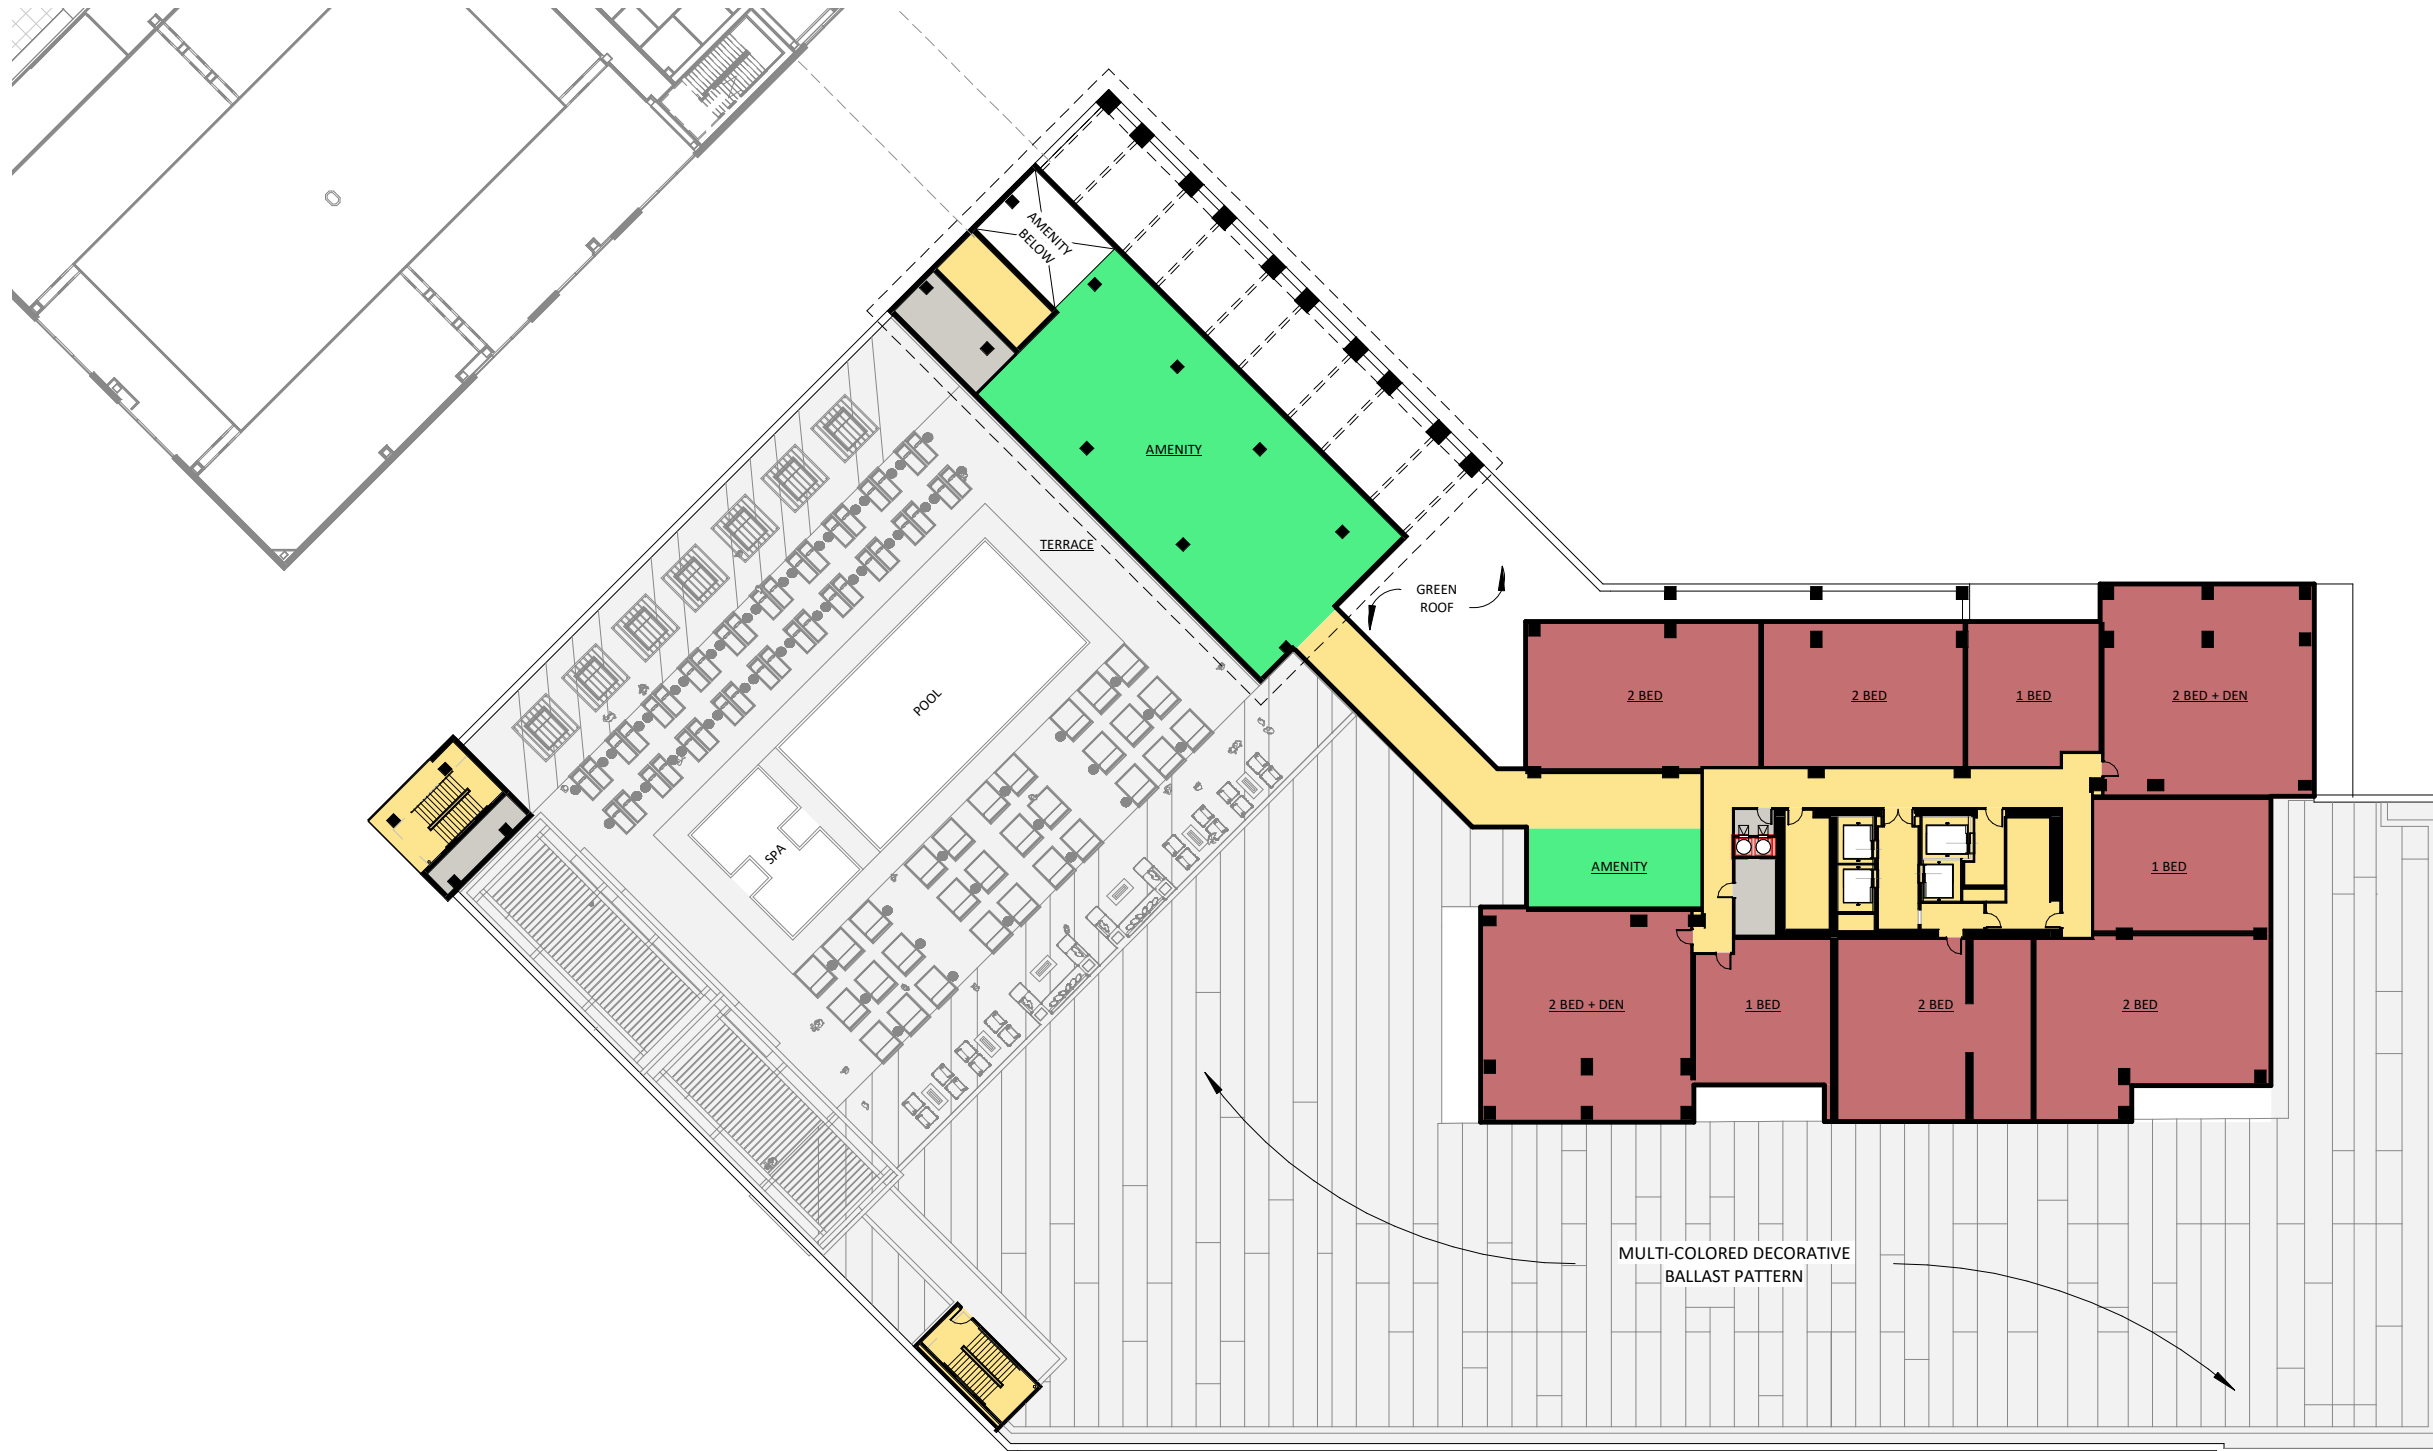 AMENITY
BELOW
AMENITY
TERRACE
GREEN
ROOF
POOL
SPA
2 BED
2 BED
1 BED
2 BED + DEN
AMENITY
1 BED
2 BED + DEN
1 BED
2 BED
2 BED
MULTI-COLORED DECORATIVE
BALLAST PATTERN